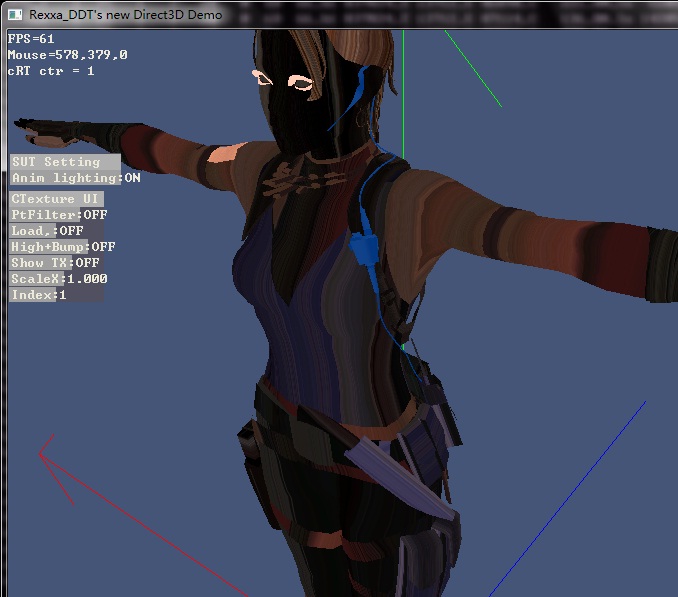 Rexxa_DDT's new Direct3D Demo
FPS=61
Mouse=578,379,0
cRT ctr = 1
SUT Setting
Anim lighting:ON
CTexture UI
PtFilter:OFF
Load,:OFF
High+Bump:OFF
Show TX:OFF
ScaleX:1.000
Index:1